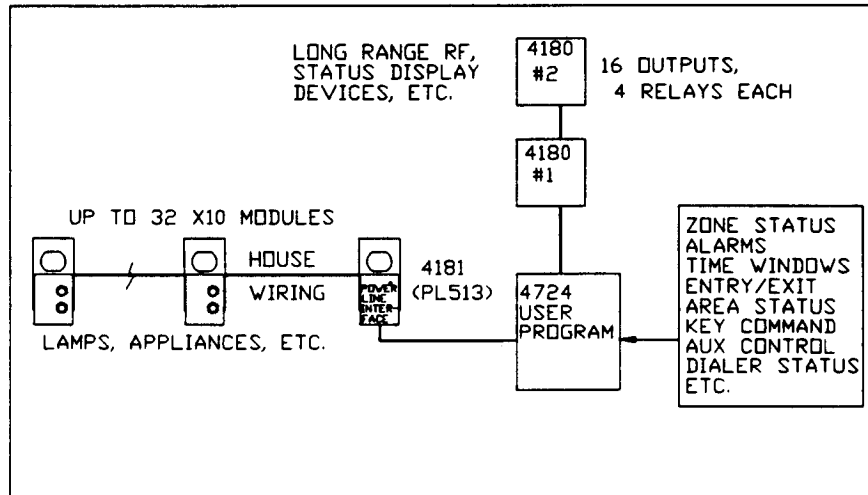 LONG RANGE RF,
STATUS DISPLAY
DEVICES, ETC.
4180
#2
16 OUTPUTS,
4 RELAYS EACH
4180
#1
UP TO 32 X10 MODULES
HOUSE
WIRING
POWER
LINE
INTER-
FACE
4181
(PL513)
LAMPS, APPLIANCES, ETC.
4724
USER
PROGRAM
ZONE STATUS
ALARMS
TIME WINDOWS
ENTRY/EXIT
AREA STATUS
KEY COMMAND
AUX CONTROL
DIALER STATUS
ETC.